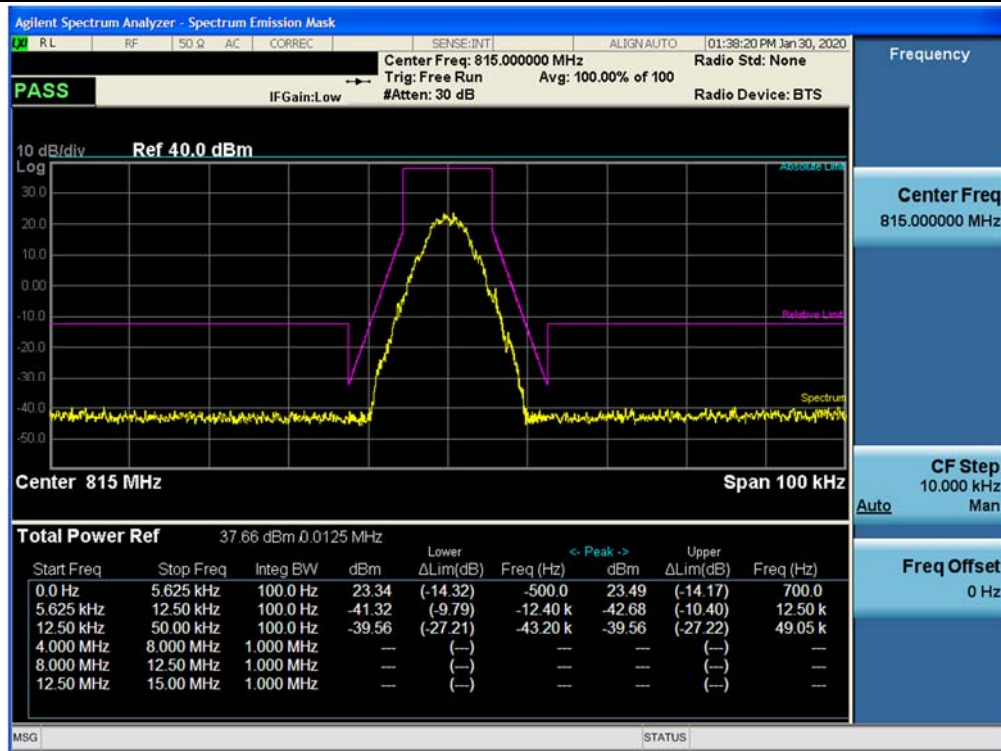 Agilent Spectrum Analyzer - Spectrum Emission Mask
LXI RL RF 50 Ω AC CORREC SENSE:INT ALIGN AUTO 01:38:20 PM Jan 30, 2020
Center Freq: 815.000000 MHz Radio Std: None
Trig: Free Run Avg: 100.00% of 100
PASS IFGain:Low #Atten: 30 dB Radio Device: BTS
Frequency
10 dB/div Ref 40.0 dBm
Log Absolute Limit
30.0
20.0
10.0
0.00
-10.0 Relative Limit
-20.0
-30.0
-40.0 Spectrum
-50.0
Center 815 MHz Span 100 kHz
Center Freq
815.000000 MHz
CF Step
10.000 kHz
Auto Man
Freq Offset
0 Hz
Total Power Ref 37.66 dBm / 0.0125 MHz
Lower <- Peak -> Upper
Start Freq Stop Freq Integ BW dBm ΔLim(dB) Freq (Hz) dBm ΔLim(dB) Freq (Hz)
0.0 Hz 5.625 kHz 100.0 Hz 23.34 (-14.32) -500.0 23.49 (-14.17) 700.0
5.625 kHz 12.50 kHz 100.0 Hz -41.32 (-9.79) -12.40 k -42.68 (-10.40) 12.50 k
12.50 kHz 50.00 kHz 100.0 Hz -39.56 (-27.21) -43.20 k -39.56 (-27.22) 49.05 k
4.000 MHz 8.000 MHz 1.000 MHz --- (---) --- --- (---) ---
8.000 MHz 12.50 MHz 1.000 MHz --- (---) --- --- (---) ---
12.50 MHz 15.00 MHz 1.000 MHz --- (---) --- --- (---) ---
MSG STATUS